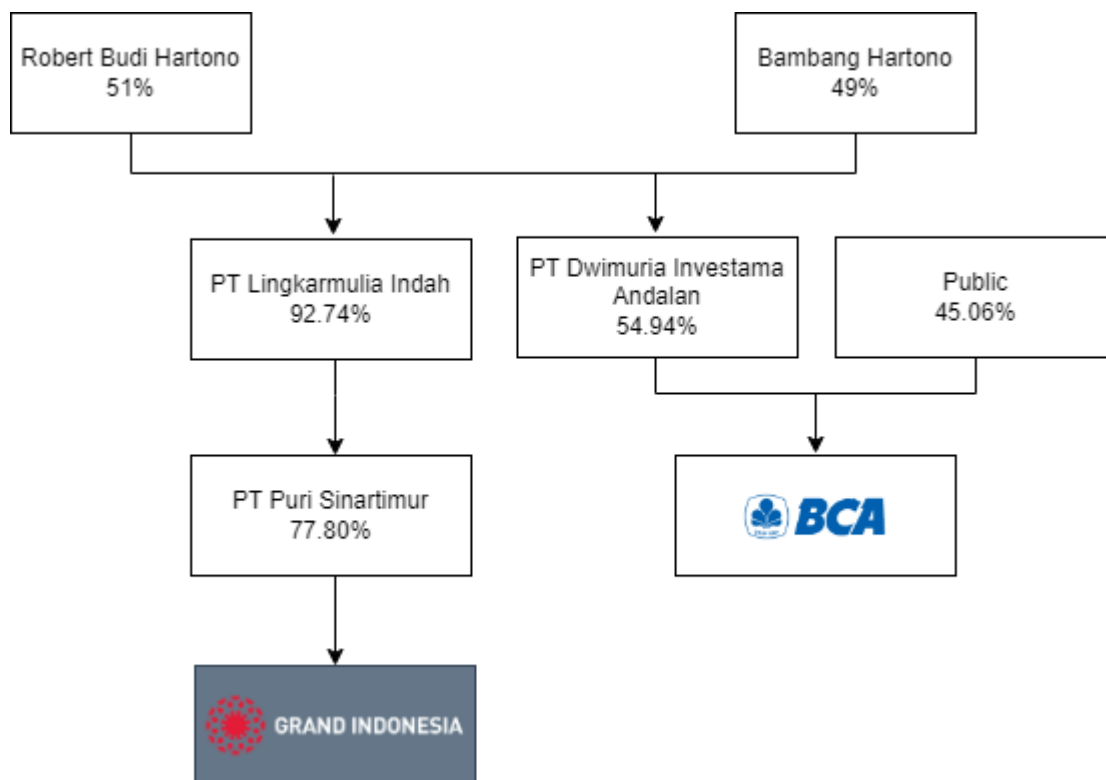 Robert Budi Hartono
51%
Bambang Hartono
49%
PT Lingkarmulia Indah
92.74%
PT Dwimuria Investama
Andalan
54.94%
Public
45.06%
PT Puri Sinartimur
77.80%
BCA
GRAND INDONESIA